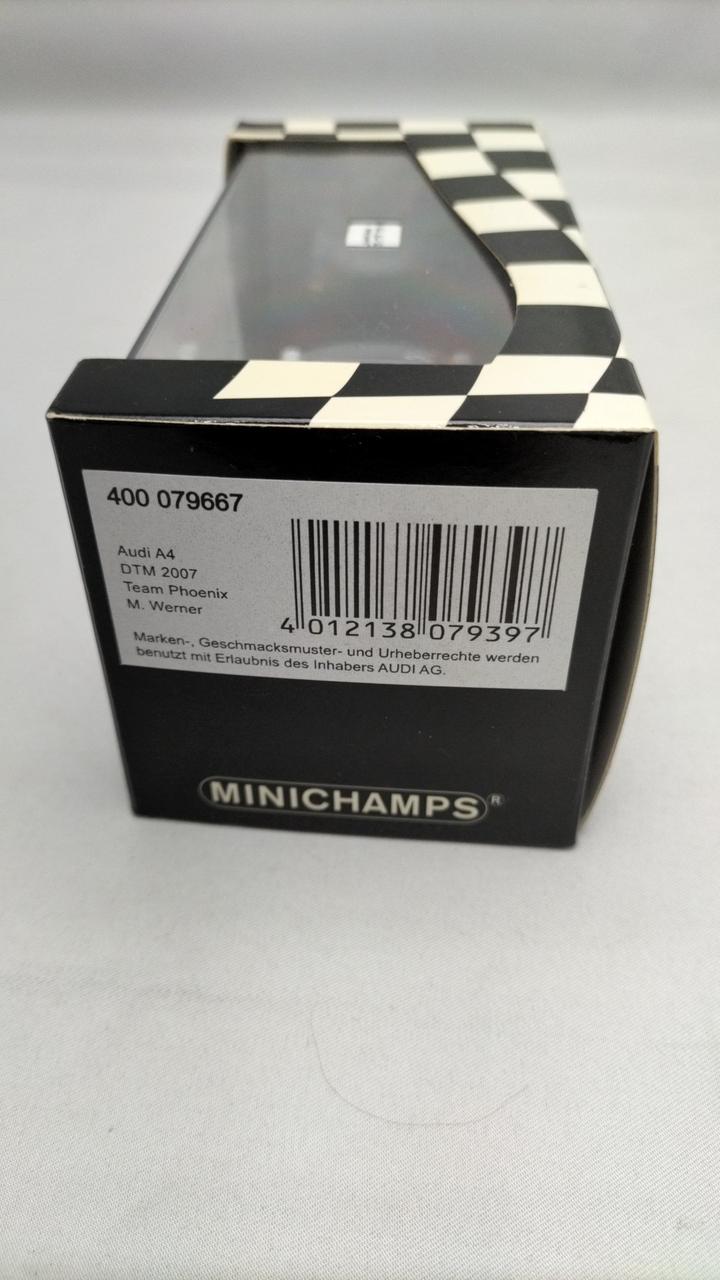 400 079667
Audi A4
DTM 2007
Team Phoenix
M. Werner
4 012138 079397
Marken-, Geschmacksmuster- und Urheberrechte werden
benutzt mit Erlaubnis des Inhabers AUDI AG.
MINICHAMPS®